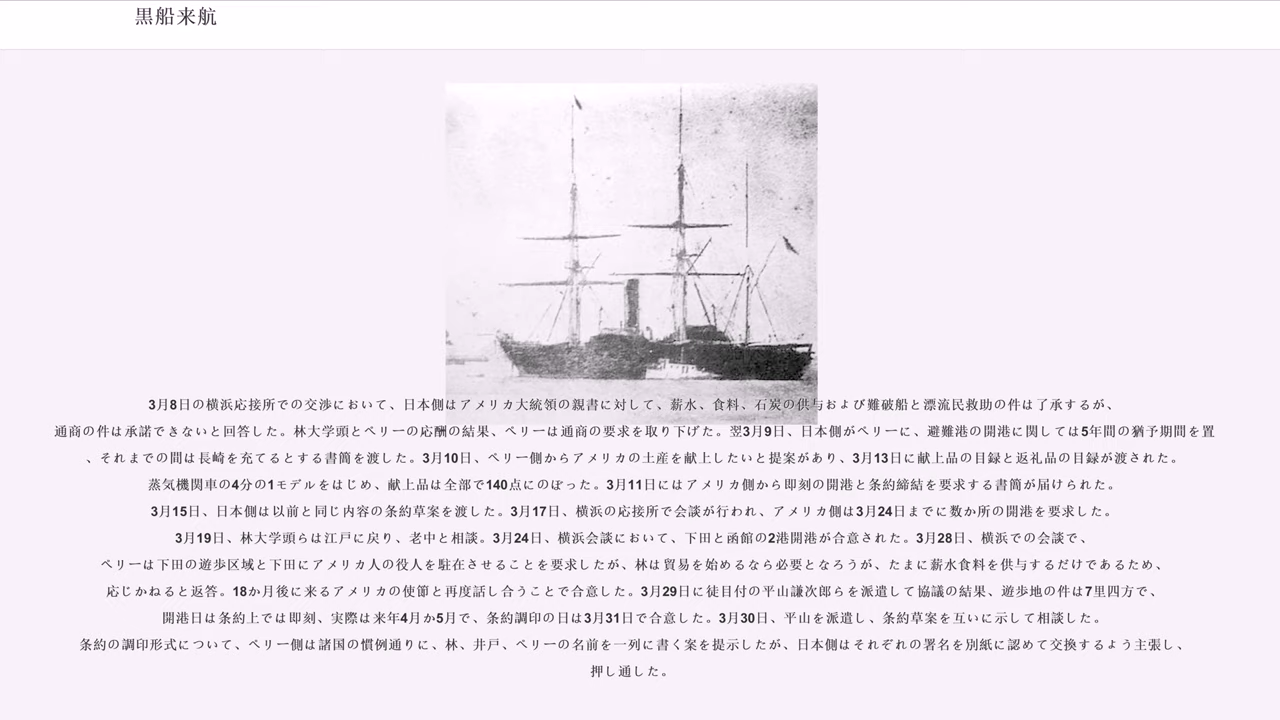 黒船来航
3月8日の横浜応接所での交渉において、日本側はアメリカ大統領の親書に対して、薪水、食料、石炭の供与および難破船と漂流民救助の件は了承するが、
通商の件は承諾できないと回答した。林大学頭とペリーの応酬の結果、ペリーは通商の要求を取り下げた。翌3月9日、日本側がペリーに、避難港の開港に関しては5年間の猶予期間を置
、それまでの間は長崎を充てるとする書簡を渡した。3月10日、ペリー側からアメリカの土産を献上したいと提案があり、3月13日に献上品の目録と返礼品の目録が渡された。
蒸気機関車の4分の1モデルをはじめ、献上品は全部で140点にのぼった。3月11日にはアメリカ側から即刻の開港と条約締結を要求する書簡が届けられた。
3月15日、日本側は以前と同じ内容の条約草案を渡した。3月17日、横浜の応接所で会談が行われ、アメリカ側は3月24日までに数か所の開港を要求した。
3月19日、林大学頭らは江戸に戻り、老中と相談。3月24日、横浜会談において、下田と函館の2港開港が合意された。3月28日、横浜での会談で、
ペリーは下田の遊歩区域と下田にアメリカ人の役人を駐在させることを要求したが、林は貿易を始めるなら必要となろうが、たまに薪水食料を供与するだけであるため、
応じかねると返答。18か月後に来るアメリカの使節と再度話し合うことで合意した。3月29日に徒目付の平山謙次郎らを派遣して協議の結果、遊歩地の件は7里四方で、
開港日は条約上では即刻、実際は来年4月か5月で、条約調印の日は3月31日で合意した。3月30日、平山を派遣し、条約草案を互いに示して相談した。
条約の調印形式について、ペリー側は諸国の慣例通りに、林、井戸、ペリーの名前を一列に書く案を提示したが、日本側はそれぞれの署名を別紙に認めて交換するよう主張し、
押し通した。